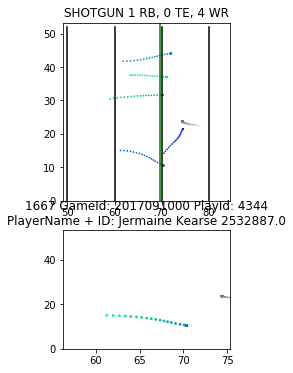 SHOTGUN 1 RB, 0 TE, 4 WR
50
40
30
20
10
0
50 60 70 80
1667 GameId: 2017091000 PlayId: 4344
PlayerName + ID: Jermaine Kearse 2532887.0
40
20
0
60 65 70 75